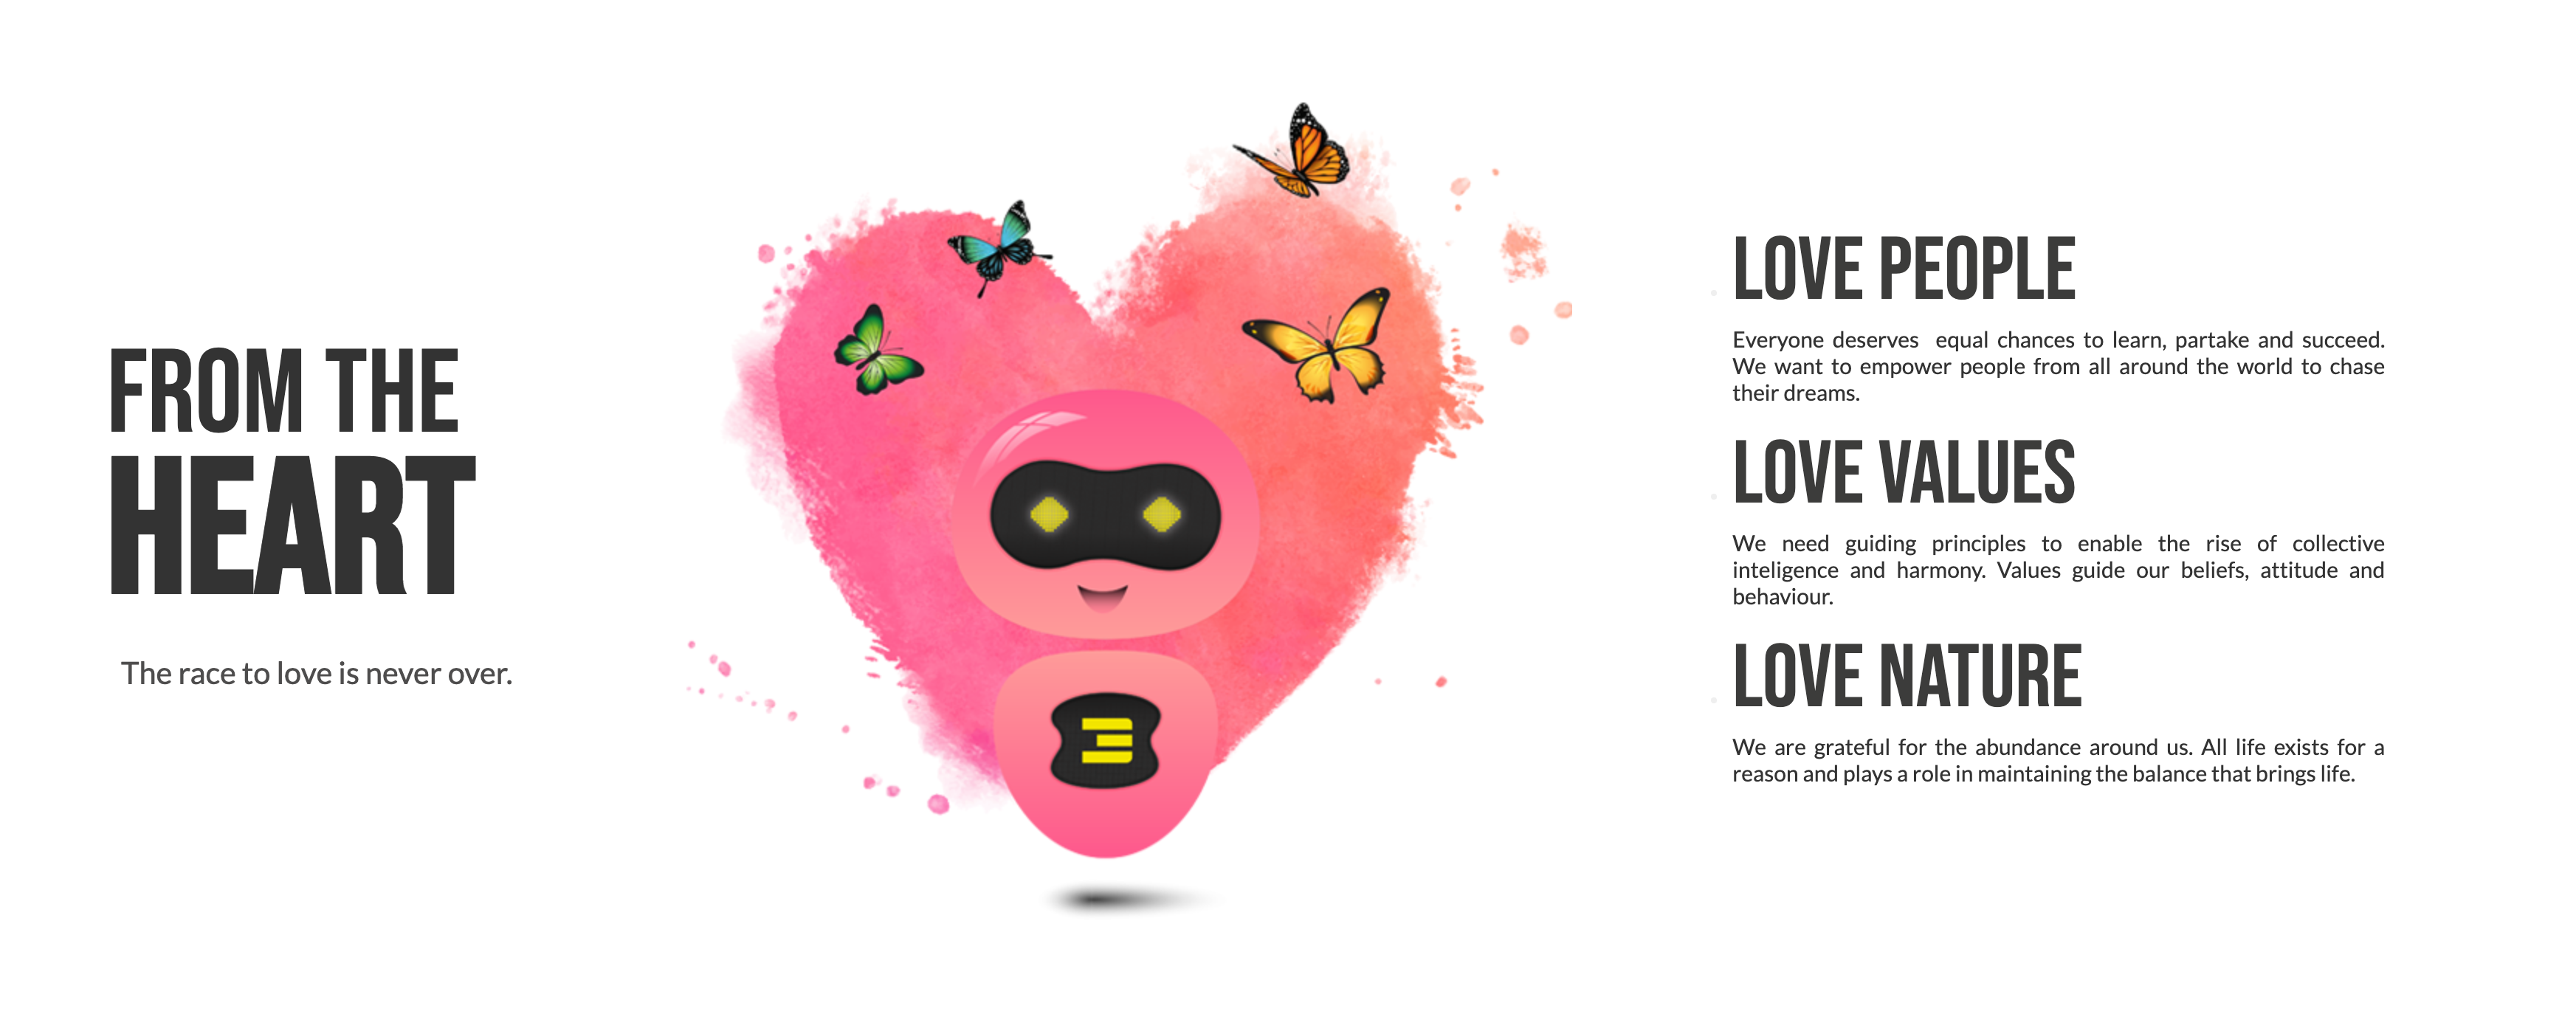 FROM THE
HEART
The race to love is never over.
3
LOVE PEOPLE
Everyone deserves  equal chances to learn, partake and succeed.
We want to empower people from all around the world to chase
their dreams.
LOVE VALUES
We need guiding principles to enable the rise of collective
inteligence and harmony. Values guide our beliefs, attitude and
behaviour.
LOVE NATURE
We are grateful for the abundance around us. All life exists for a
reason and plays a role in maintaining the balance that brings life.